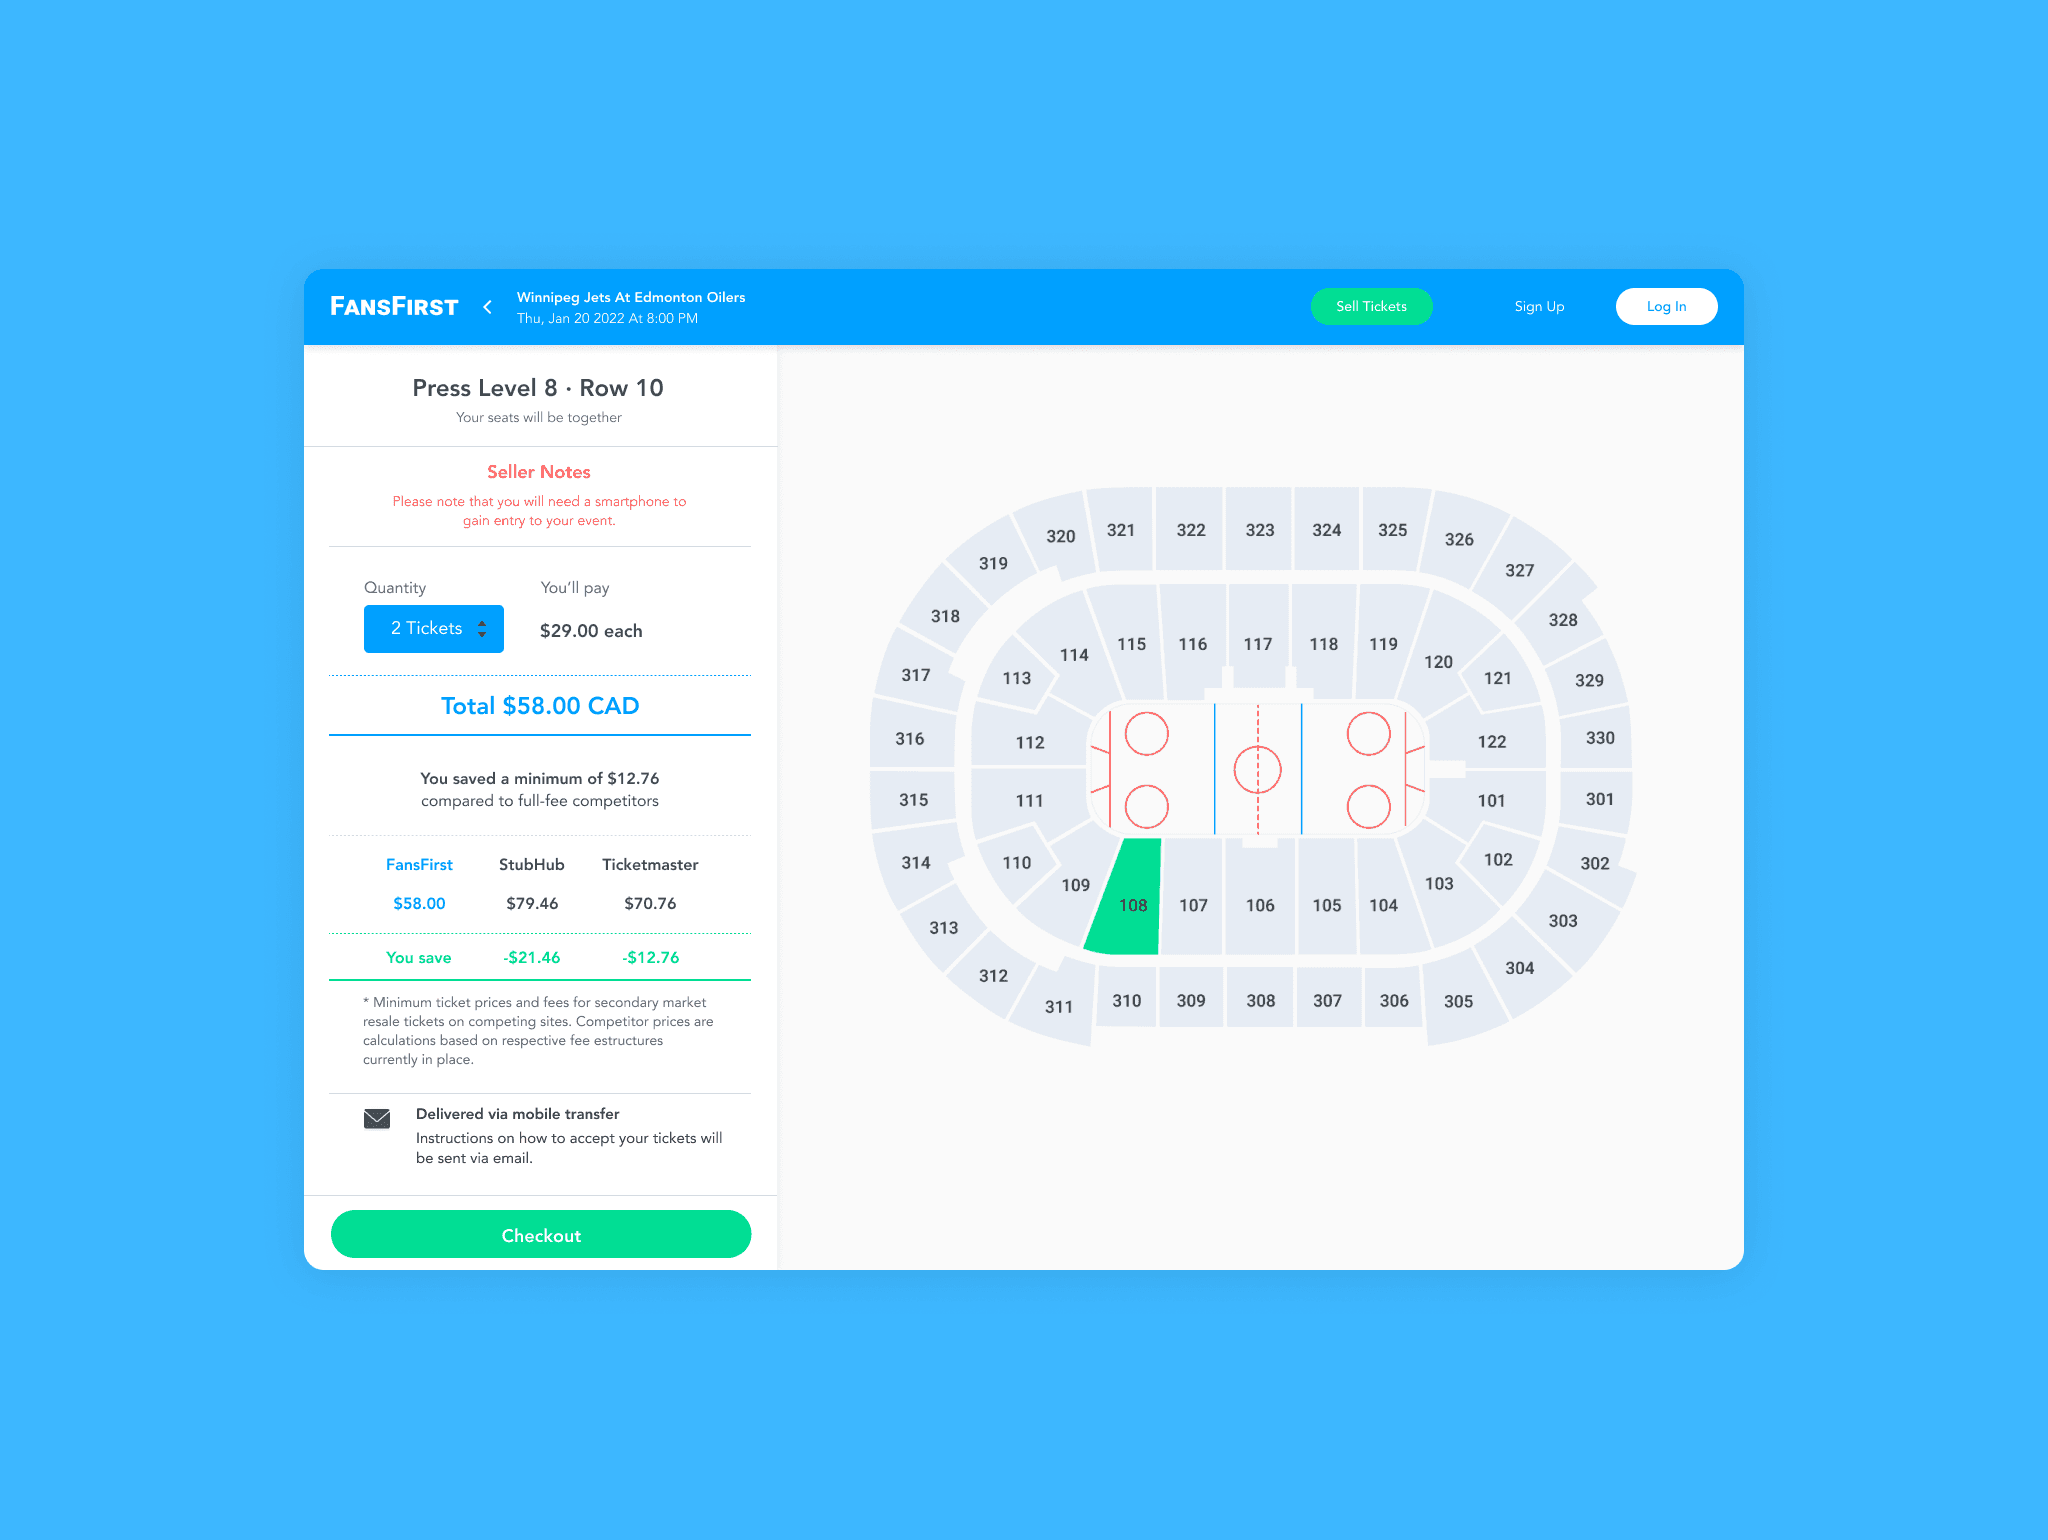 FANSFIRST
Winnipeg Jets At Edmonton Oilers
Thu, Jan 20 2022 At 8:00 PM
Sell Tickets
Sign Up
Log In
Press Level 8 · Row 10
Your seats will be together
Seller Notes
Please note that you will need a smartphone to
gain entry to your event.
Quantity You'll pay
2 Tickets $29.00 each
Total $58.00 CAD
You saved a minimum of $12.76
compared to full-fee competitors
FansFirst StubHub Ticketmaster
$58.00 $79.46 $70.76
You save -$21.46 -$12.76
* Minimum ticket prices and fees for secondary market
resale tickets on competing sites. Competitor prices are
calculations based on respective fee estructures
currently in place.
Delivered via mobile transfer
Instructions on how to accept your tickets will
be sent via email.
Checkout
320 321 322 323 324 325 326
319 327
318 328
115 116 117 118 119
114 120
317 113 121 329
316 112 122 330
315 111 101 301
314 110 102 302
109 103
108 107 106 105 104
313 303
312 304
311 310 309 308 307 306 305